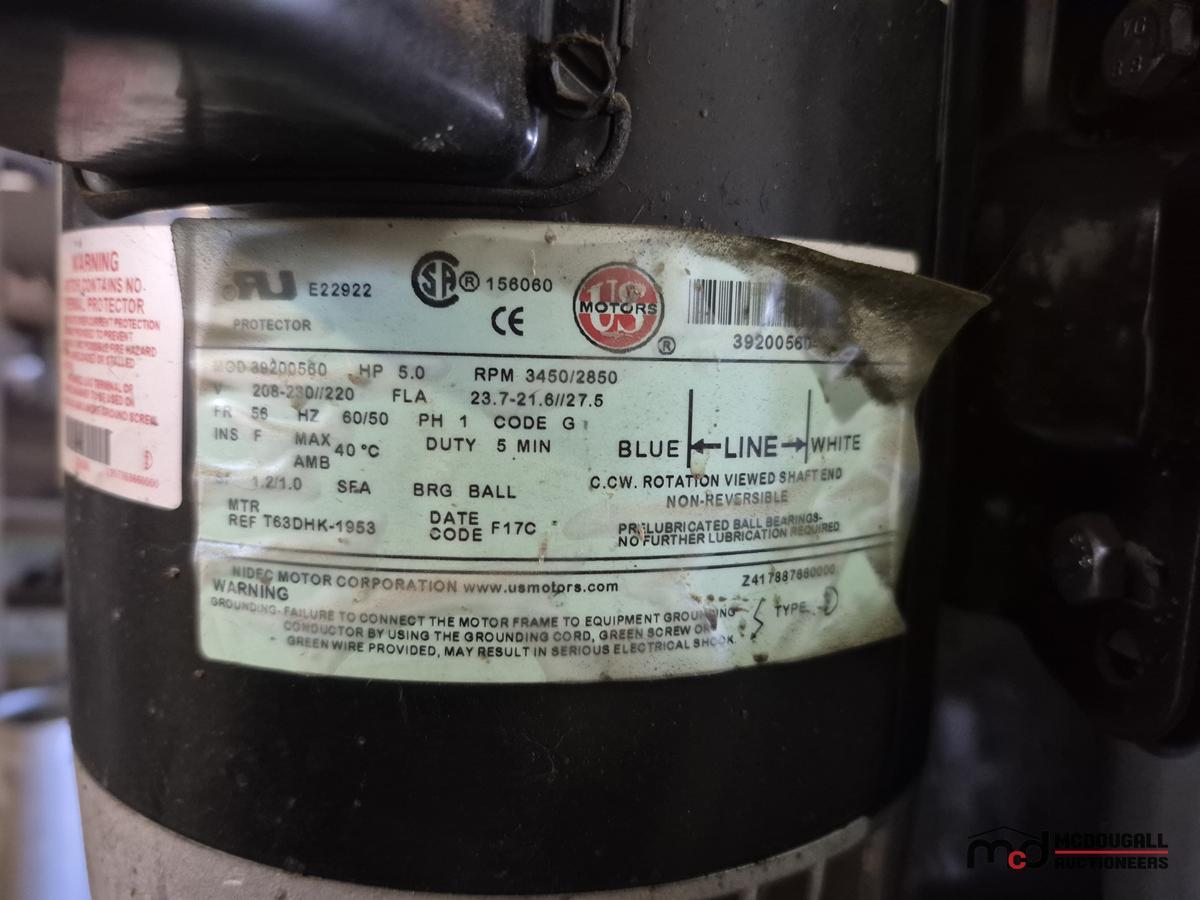 WARNING
CONTAINS NO
PROTECTOR
E22922
PROTECTOR
SA® 156060
CE
US
MOTORS
®
39200560
MOD 39200560 HP 5.0 RPM 3450/2850
V 208-230//220 FLA 23.7-21.6//27.5
FR 56 HZ 60/50 PH 1 CODE G
INS F MAX AMB 40°C DUTY 5 MIN
BLUE LINE WHITE
SF 1.2/1.0 SFA BRG BALL
C.CW. ROTATION VIEWED SHAFT END
NON-REVERSIBLE
MTR
REF T63DHK-1953
DATE
CODE F17C
PRELUBRICATED BALL BEARINGS-
NO FURTHER LUBRICATION REQUIRED
NIDEC MOTOR CORPORATION www.usmotors.com
Z417887660000
WARNING
GROUNDING- FAILURE TO CONNECT THE MOTOR FRAME TO EQUIPMENT GROUNDING
CONDUCTOR BY USING THE GROUNDING CORD, GREEN SCREW OR
GREEN WIRE PROVIDED, MAY RESULT IN SERIOUS ELECTRICAL SHOCK.
TYPE D
8.8
mcd MCDOUGALL
AUCTIONEERS